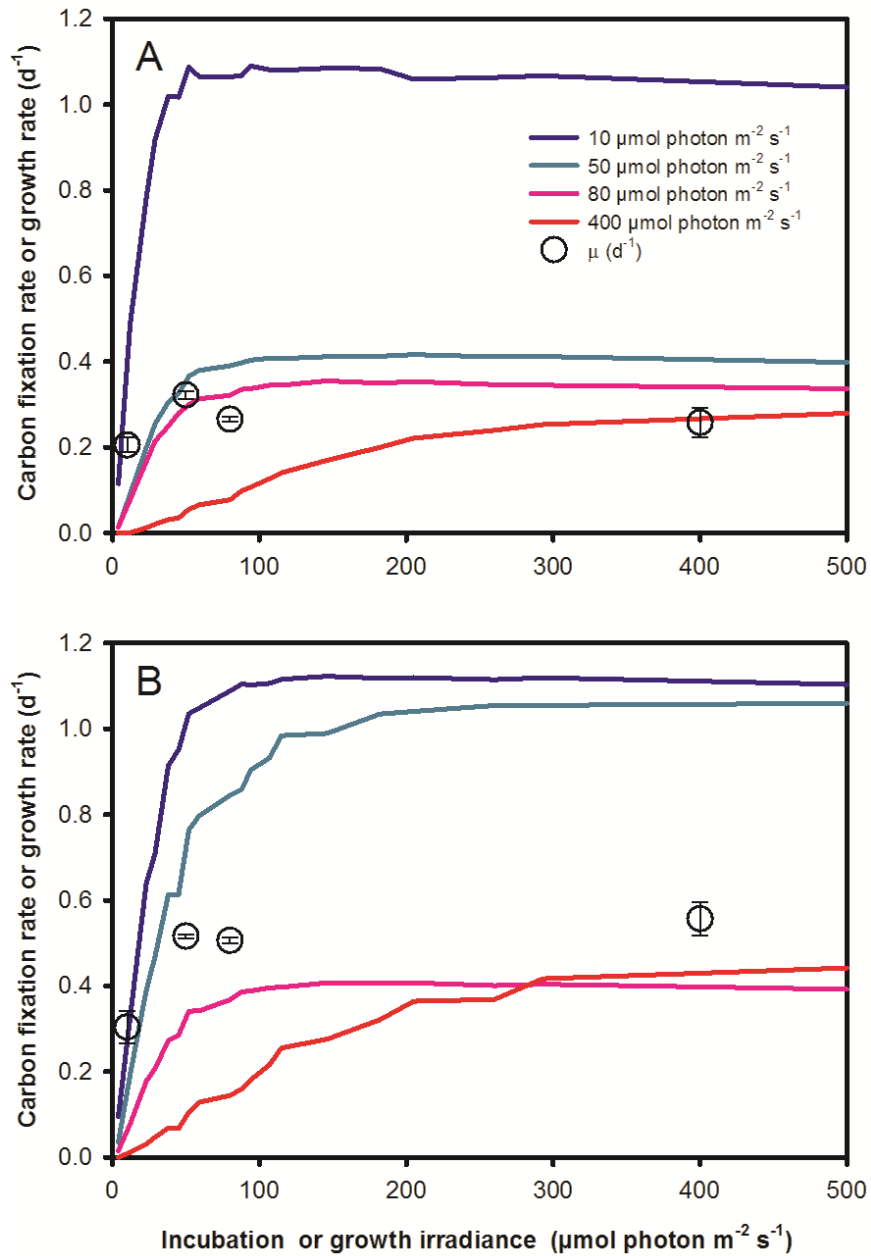 Carbon fixation rate or growth rate (d⁻¹)
1.2
1.0
0.8
0.6
0.4
0.2
0.0
A
10 µmol photon m⁻² s⁻¹
50 µmol photon m⁻² s⁻¹
80 µmol photon m⁻² s⁻¹
400 µmol photon m⁻² s⁻¹
µ (d⁻¹)
0 100 200 300 400 500
Carbon fixation rate or growth rate (d⁻¹)
1.2
1.0
0.8
0.6
0.4
0.2
0.0
B
0 100 200 300 400 500
Incubation or growth irradiance (µmol photon m⁻² s⁻¹)